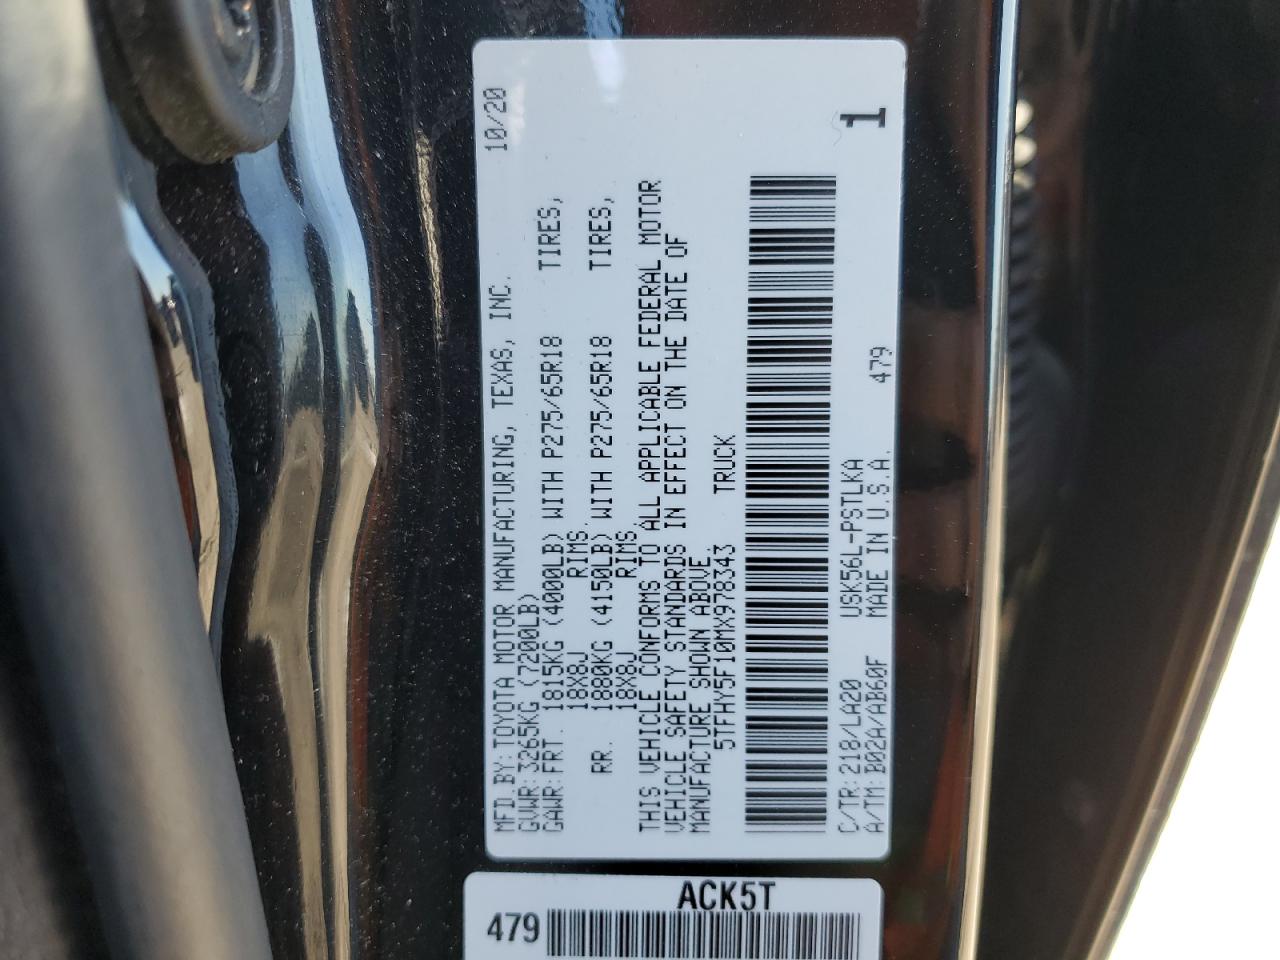 MFD.BY:TOYOTA MOTOR MANUFACTURING, TEXAS, INC. 10/20
GVWR:3265KG (7200LB)
GAWR:FRT. 1815KG (4000LB) WITH P275/65R18 TIRES,
18X8J RIMS,
RR. 1880KG (4150LB) WITH P275/65R18 TIRES,
18X8J RIMS,
THIS VEHICLE CONFORMS TO ALL APPLICABLE FEDERAL MOTOR
VEHICLE SAFETY STANDARDS IN EFFECT ON THE DATE OF
MANUFACTURE SHOWN ABOVE.
5TFHY5F10MX978343 TRUCK
C/TR:218/LA20 USK56L-PSTLKA 1
A/TM:B02A/AB60F MADE IN U.S.A. 479
ACK5T
479